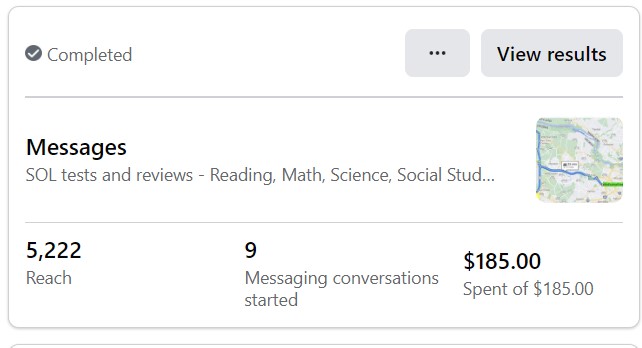 Completed
...
View results
Messages
SOL tests and reviews - Reading, Math, Science, Social Stud...
5,222
Reach
9
Messaging conversations
started
$185.00
Spent of $185.00